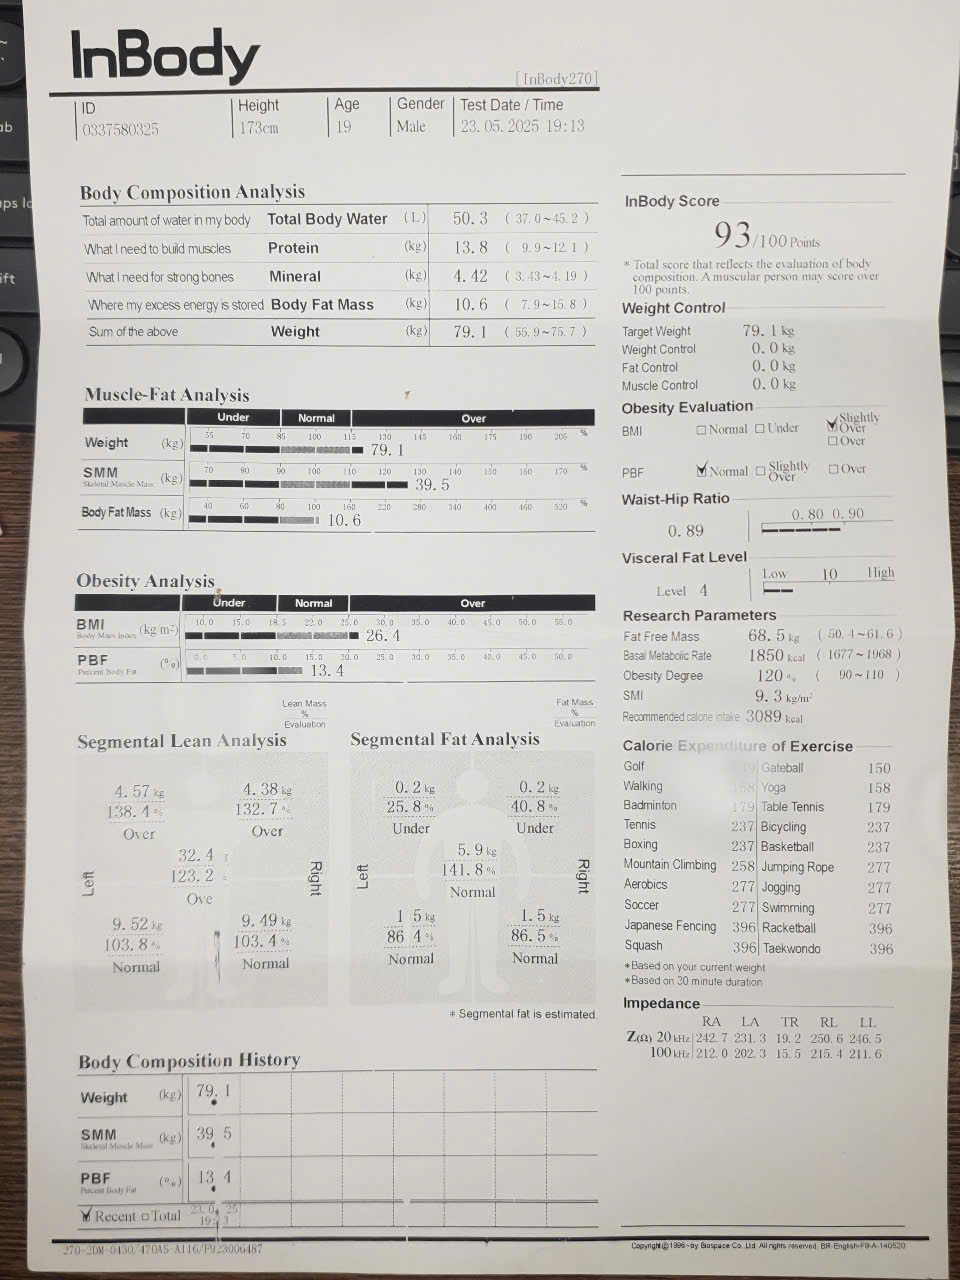 InBody
[InBody270]
ID Height Age Gender Test Date / Time
0337580325 173cm 19 Male 23. 05. 2025 19:13
Body Composition Analysis
Total amount of water in my body Total Body Water (L) 50. 3 ( 37. 0~45. 2 )
What I need to build muscles Protein (kg) 13. 8 ( 9. 9~12. 1 )
What I need for strong bones Mineral (kg) 4. 42 ( 3. 43~4. 19 )
Where my excess energy is stored Body Fat Mass (kg) 10. 6 ( 7. 9~15. 8 )
Sum of the above Weight (kg) 79. 1 ( 55. 9~75. 7 )
Muscle-Fat Analysis
Under Normal Over
Weight (kg) 55 70 85 100 115 130 145 160 175 190 205 %
79. 1
SMM (kg) 70 80 90 100 110 120 130 140 150 160 170 %
Skeletal Muscle Mass 39. 5
Body Fat Mass (kg) 40 60 80 100 160 220 280 340 400 460 520 %
10. 6
Obesity Analysis
Under Normal Over
BMI (kg/m²) 10. 0 15. 0 18. 5 22. 0 25. 0 30. 0 35. 0 40. 0 45. 0 50. 0 55. 0
Body Mass Index 26. 4
PBF (%) 0. 0 5. 0 10. 0 15. 0 20. 0 25. 0 30. 0 35. 0 40. 0 45. 0 50. 0
Percent Body Fat 13. 4
Lean Mass
%
Evaluation
Segmental Lean Analysis
4. 57 kg 4. 38 kg
138. 4 % 132. 7 %
Over Over
32. 4
123. 2
Ove
Left Right
9. 52 kg 9. 49 kg
103. 8 % 103. 4 %
Normal Normal
Fat Mass
%
Evaluation
Segmental Fat Analysis
0. 2 kg 0. 2 kg
25. 8 % 40. 8 %
Under Under
5. 9 kg
141. 8 %
Normal
Left Right
1 5 kg 1. 5 kg
86 4 % 86. 5 %
Normal Normal
* Segmental fat is estimated.
Body Composition History
Weight (kg) 79. 1
SMM (kg) 39 5
Skeletal Muscle Mass
PBF (%) 13 4
Percent Body Fat
Recent Total 23. 0 25
19: 3
270-2DM-0430/470AS-A116/F923006487
InBody Score
93/100 Points
* Total score that reflects the evaluation of body
composition. A muscular person may score over
100 points.
Weight Control
Target Weight 79. 1 kg
Weight Control 0. 0 kg
Fat Control 0. 0 kg
Muscle Control 0. 0 kg
Obesity Evaluation
BMI Normal Under Slightly Over
Over
PBF Normal Slightly Over Over
Waist-Hip Ratio
0. 89 0. 80 0. 90
Visceral Fat Level
Level 4 Low 10 High
Research Parameters
Fat Free Mass 68. 5 kg ( 50. 4~61. 6 )
Basal Metabolic Rate 1850 kcal ( 1677~1968 )
Obesity Degree 120 % ( 90~110 )
SMI 9. 3 kg/m²
Recommended calorie intake 3089 kcal
Calorie Expenditure of Exercise
Golf Gateball 150
Walking 158 Yoga 158
Badminton 179 Table Tennis 179
Tennis 237 Bicycling 237
Boxing 237 Basketball 237
Mountain Climbing 258 Jumping Rope 277
Aerobics 277 Jogging 277
Soccer 277 Swimming 277
Japanese Fencing 396 Racketball 396
Squash 396 Taekwondo 396
*Based on your current weight
*Based on 30 minute duration
Impedance
RA LA TR RL LL
Z(Ω) 20 kHz 242. 7 231. 3 19. 2 250. 6 246. 5
100 kHz 212. 0 202. 3 15. 5 215. 4 211. 6
Copyright©1996~by Biospace Co. Ltd. All rights reserved. BR-English-F9-A-140520